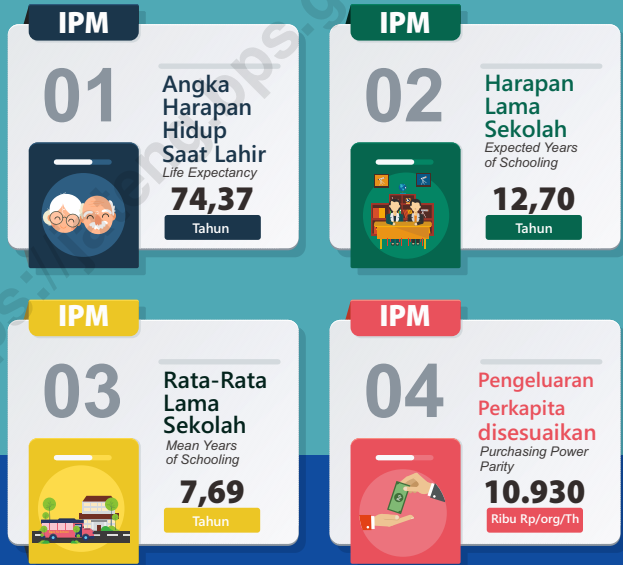 IPM
01
Angka
Harapan
Hidup
Saat Lahir
Life Expectancy
74,37
Tahun
IPM
02
Harapan
Lama
Sekolah
Expected Years
of Schooling
12,70
Tahun
IPM
03
Rata-Rata
Lama
Sekolah
Mean Years
of Schooling
7,69
Tahun
IPM
04
Pengeluaran
Perkapita
disesuaikan
Purchasing Power
Parity
10.930
Ribu Rp/org/Th